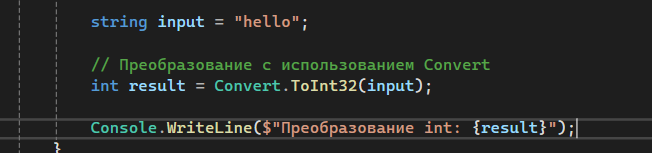 string input = "hello";
// Преобразование с использованием Convert
int result = Convert.ToInt32(input);
Console.WriteLine($"Преобразование int: {result}");
}